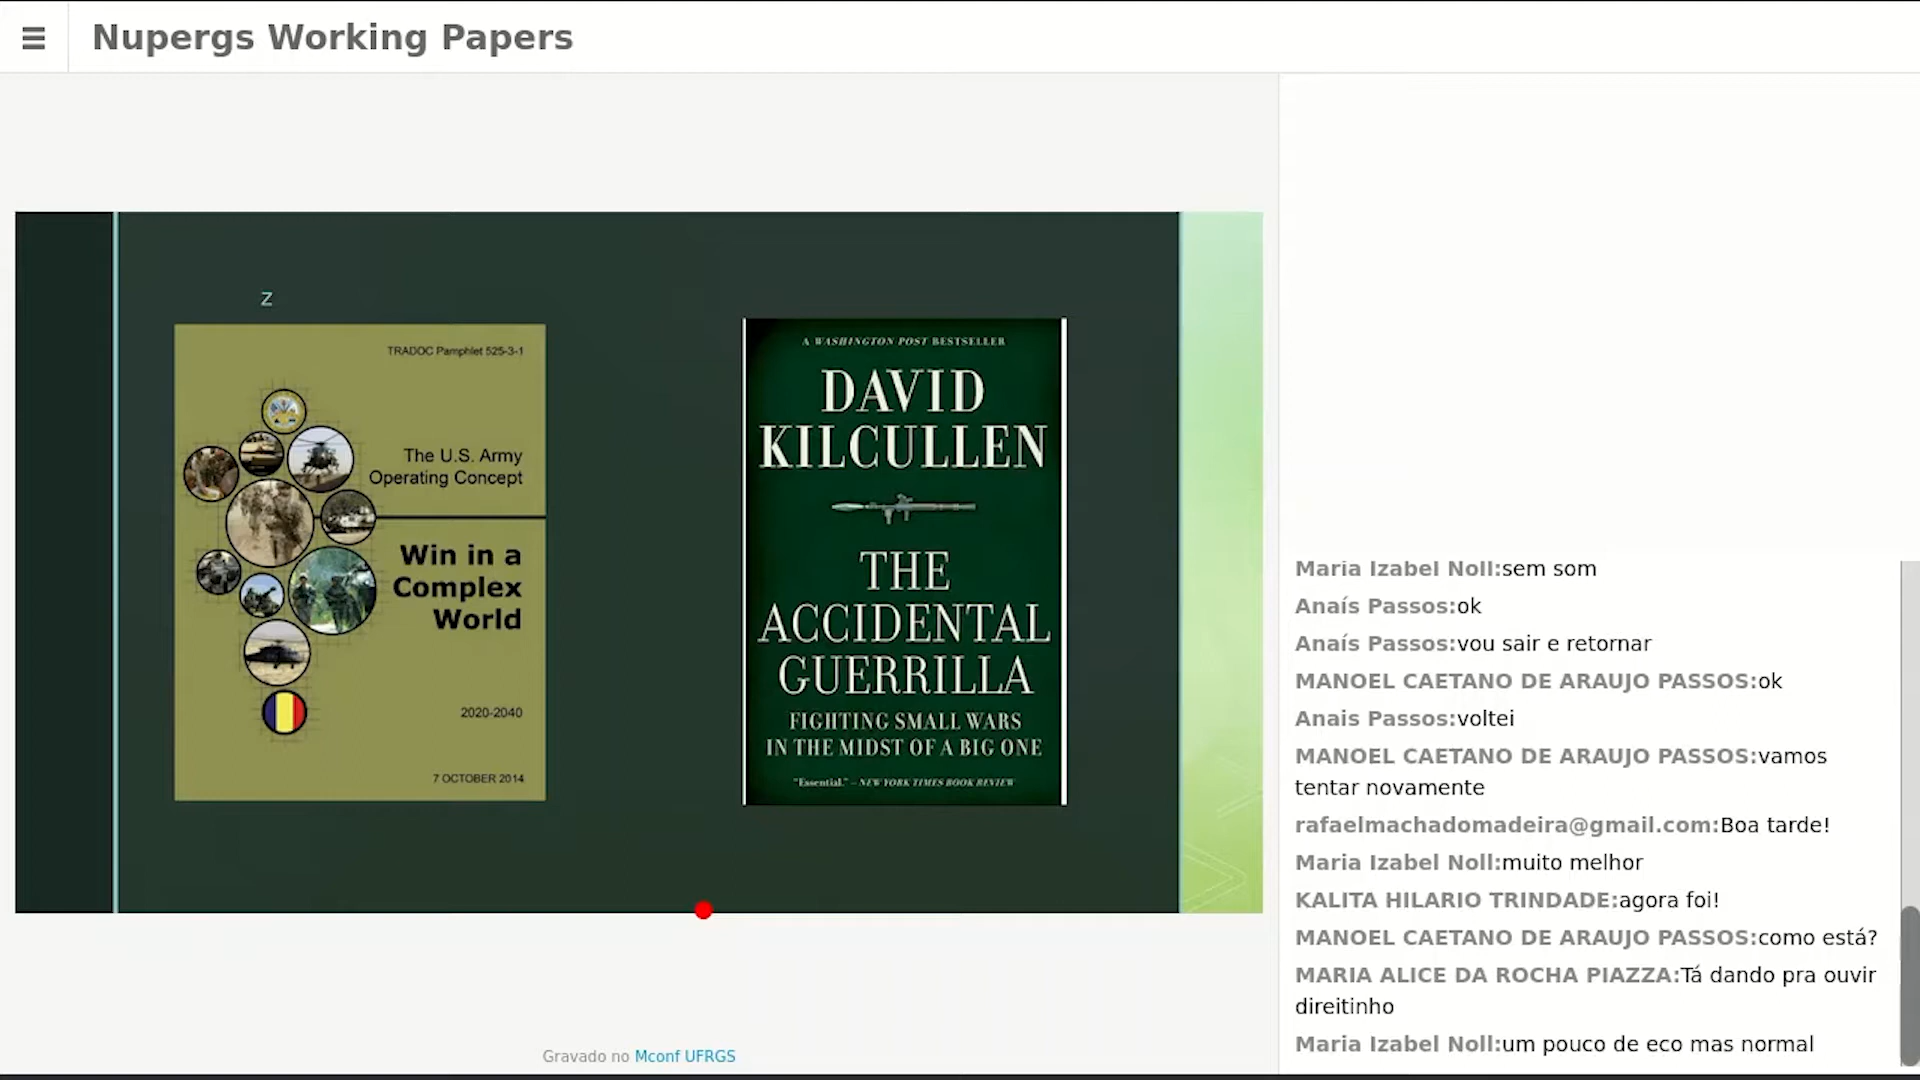 Nupergs Working Papers
z
TRADOC Pamphlet 525-3-1
The U.S. Army
Operating Concept
Win in a
Complex
World
2020-2040
7 OCTOBER 2014
A WASHINGTON POST BESTSELLER
DAVID
KILCULLEN
THE
ACCIDENTAL
GUERRILLA
FIGHTING SMALL WARS
IN THE MIDST OF A BIG ONE
"Essential." – NEW YORK TIMES BOOK REVIEW
Gravado no Mconf UFRGS
Maria Izabel Noll:sem som
Anaís Passos:ok
Anaís Passos:vou sair e retornar
MANOEL CAETANO DE ARAUJO PASSOS:ok
Anais Passos:voltei
MANOEL CAETANO DE ARAUJO PASSOS:vamos
tentar novamente
rafaelmachadomadeira@gmail.com:Boa tarde!
Maria Izabel Noll:muito melhor
KALITA HILARIO TRINDADE:agora foi!
MANOEL CAETANO DE ARAUJO PASSOS:como está?
MARIA ALICE DA ROCHA PIAZZA:Tá dando pra ouvir
direitinho
Maria Izabel Noll:um pouco de eco mas normal